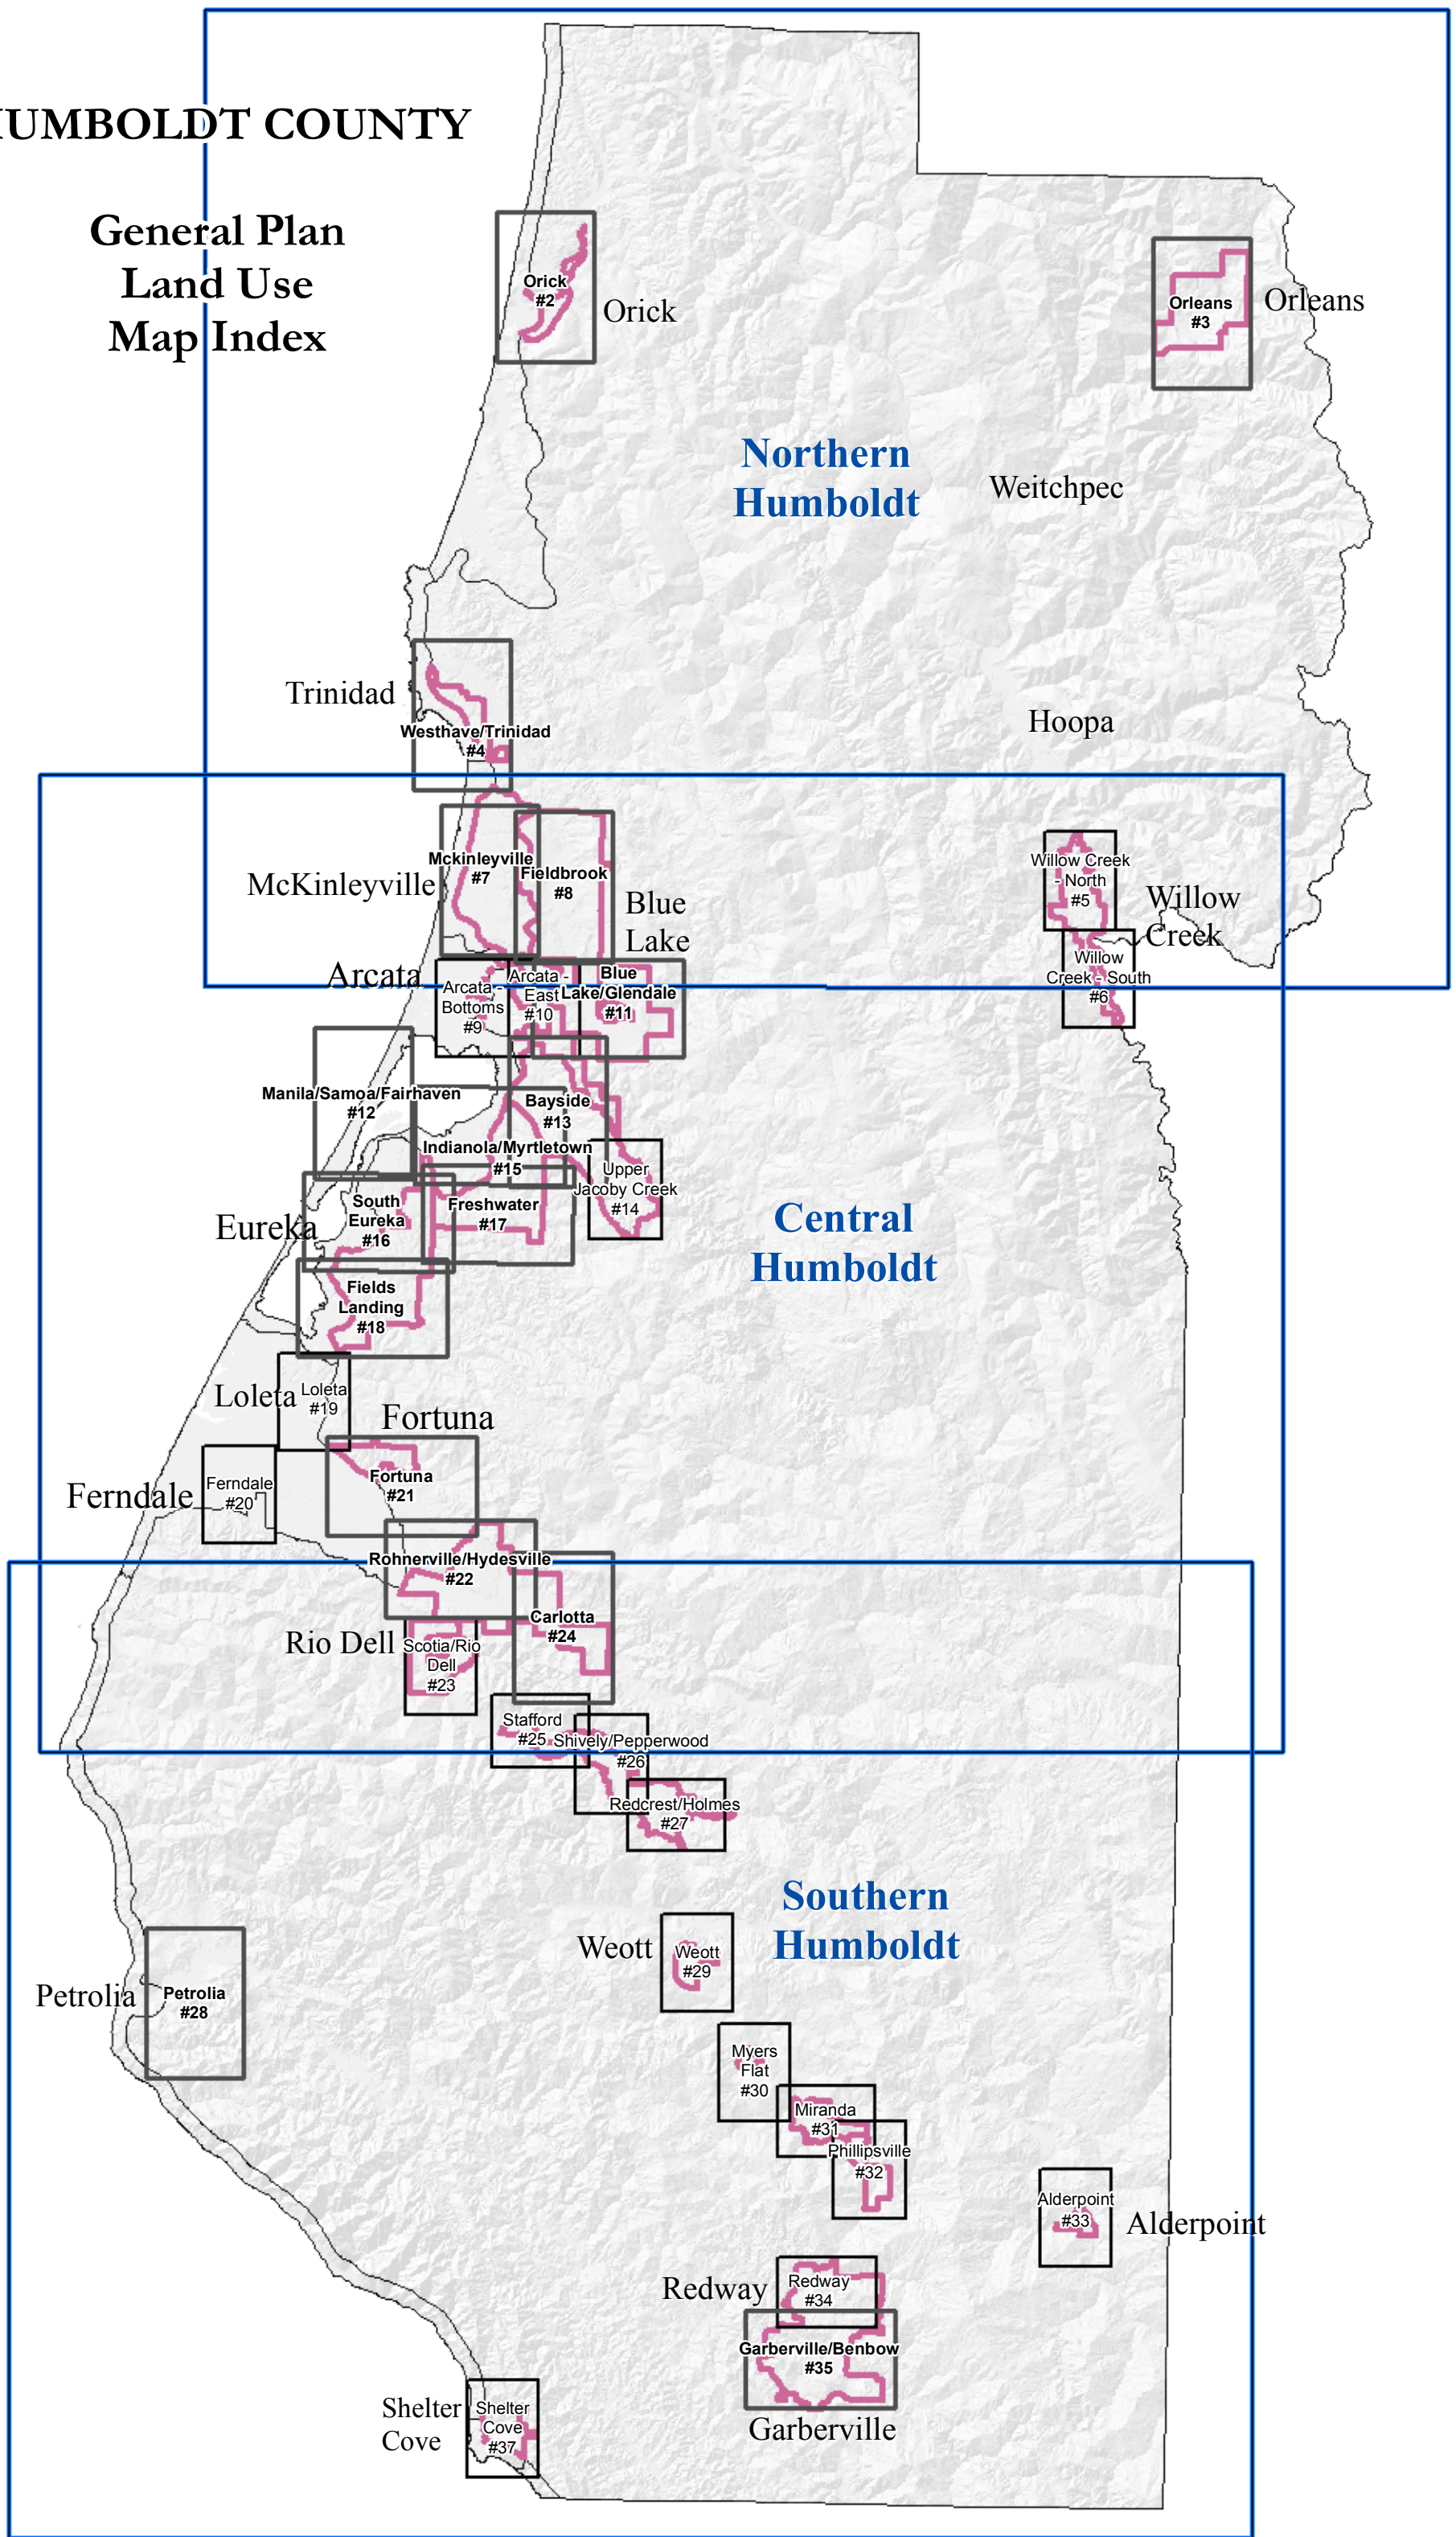 HUMBOLDT COUNTY
General Plan
Land Use
Map Index
Orick
#2
Orick
Orleans
#3
Orleans
Northern
Humboldt
Weitchpec
Trinidad
Westhave/Trinidad
#4
Hoopa
McKinleyville
Mckinleyville
#7
Fieldbrook
#8
Blue
Lake
Willow Creek
- North
#5
Willow
Creek
Willow
Creek - South
#6
Arcata
Arcata -
Bottoms
#9
Arcata -
East
#10
Blue
Lake/Glendale
#11
Manila/Samoa/Fairhaven
#12
Bayside
#13
Indianola/Myrtletown
#15
Upper
Jacoby Creek
#14
Eureka
South
Eureka
#16
Freshwater
#17
Central
Humboldt
Fields
Landing
#18
Loleta
Loleta
#19
Fortuna
Fortuna
#21
Ferndale
Ferndale
#20
Rohnerville/Hydesville
#22
Carlotta
#24
Rio Dell
Scotia/Rio
Dell
#23
Stafford
#25
Shively/Pepperwood
#26
Redcrest/Holmes
#27
Southern
Humboldt
Weott
Weott
#29
Petrolia
Petrolia
#28
Myers
Flat
#30
Miranda
#31
Phillipsville
#32
Alderpoint
#33
Alderpoint
Redway
Redway
#34
Garberville/Benbow
#35
Garberville
Shelter
Cove
Shelter
Cove
#37